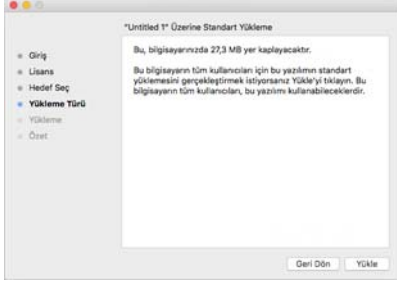 "Untitled 1" Üzerine Standart Yükleme
Giriş
Lisans
Hedef Seç
Yükleme Türü
Yükleme
Özet
Bu, bilgisayarınızda 27,3 MB yer kaplayacaktır.
Bu bilgisayarın tüm kullanıcıları için bu yazılımın standart
yüklemesini gerçekleştirmek istiyorsanız Yükle'yi tıklayın. Bu
bilgisayarın tüm kullanıcıları, bu yazılımı kullanabileceklerdir.
Geri Dön
Yükle